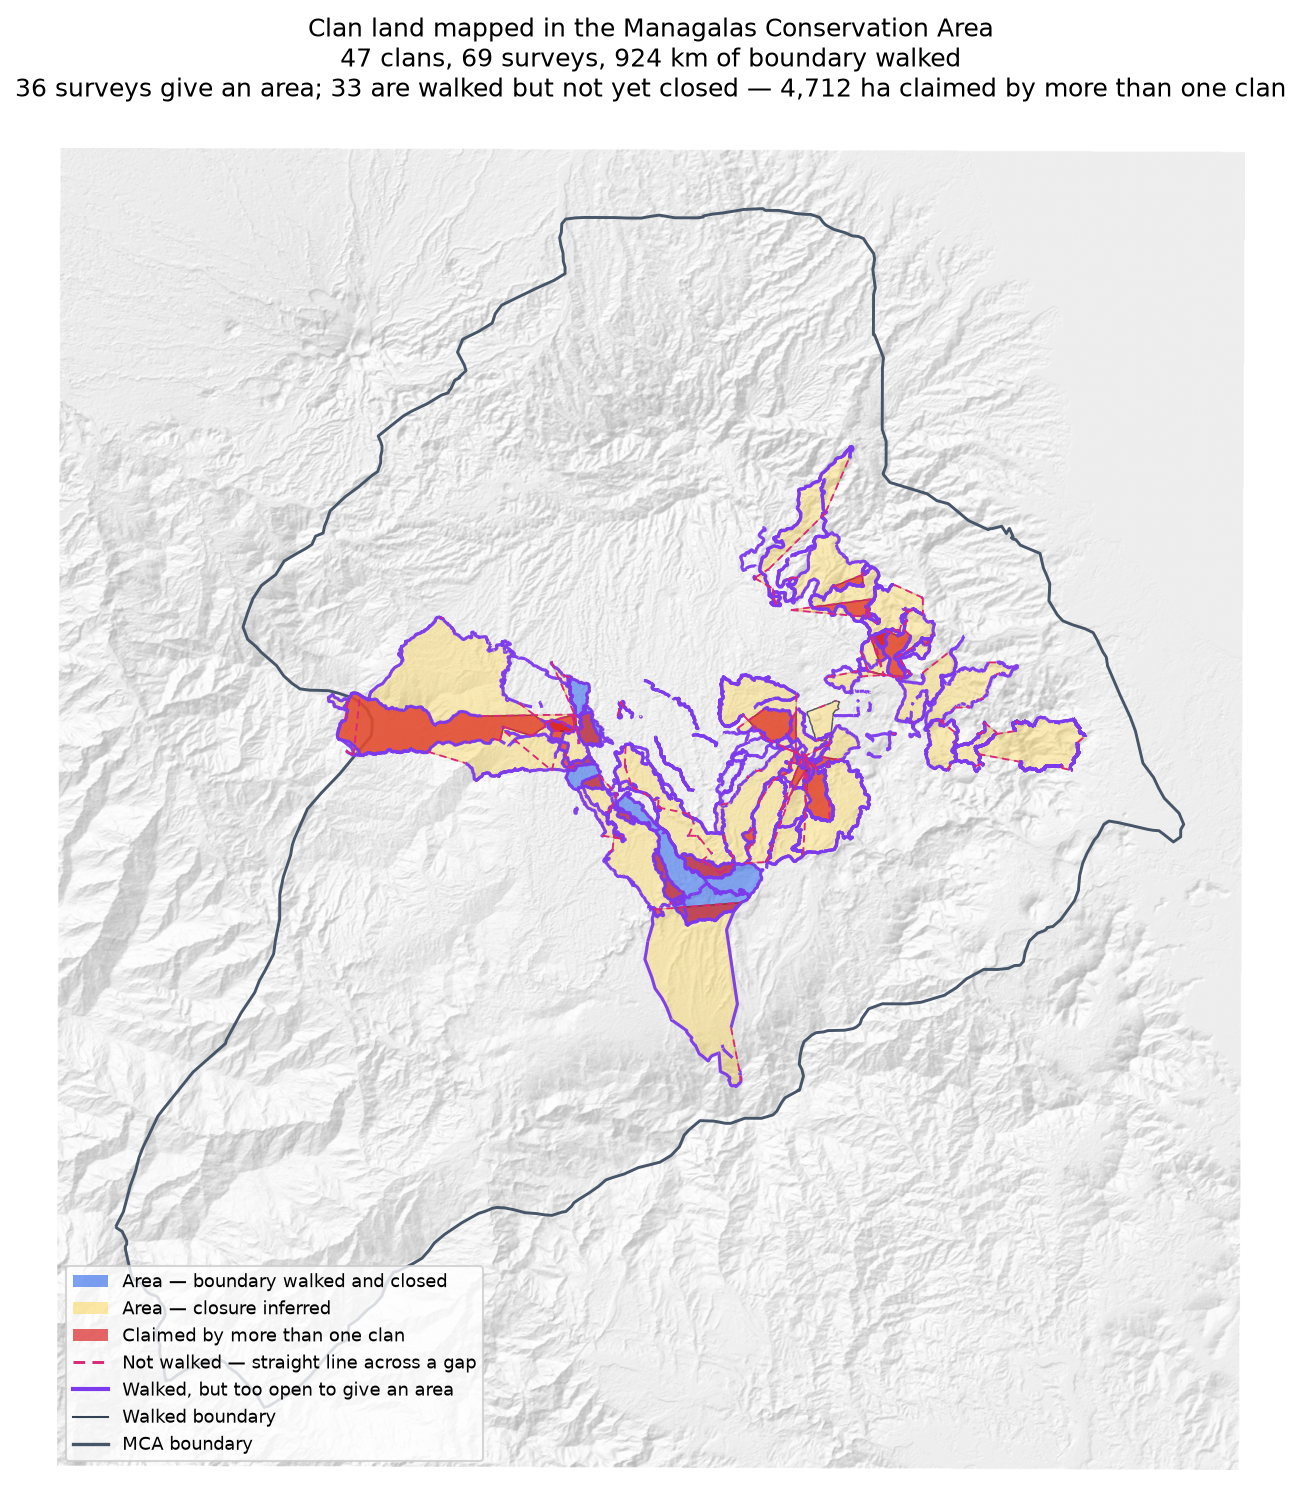 Clan land mapped in the Managalas Conservation Area
47 clans, 69 surveys, 924 km of boundary walked
36 surveys give an area; 33 are walked but not yet closed — 4,712 ha claimed by more than one clan
Area — boundary walked and closed
Area — closure inferred
Claimed by more than one clan
Not walked — straight line across a gap
Walked, but too open to give an area
Walked boundary
MCA boundary